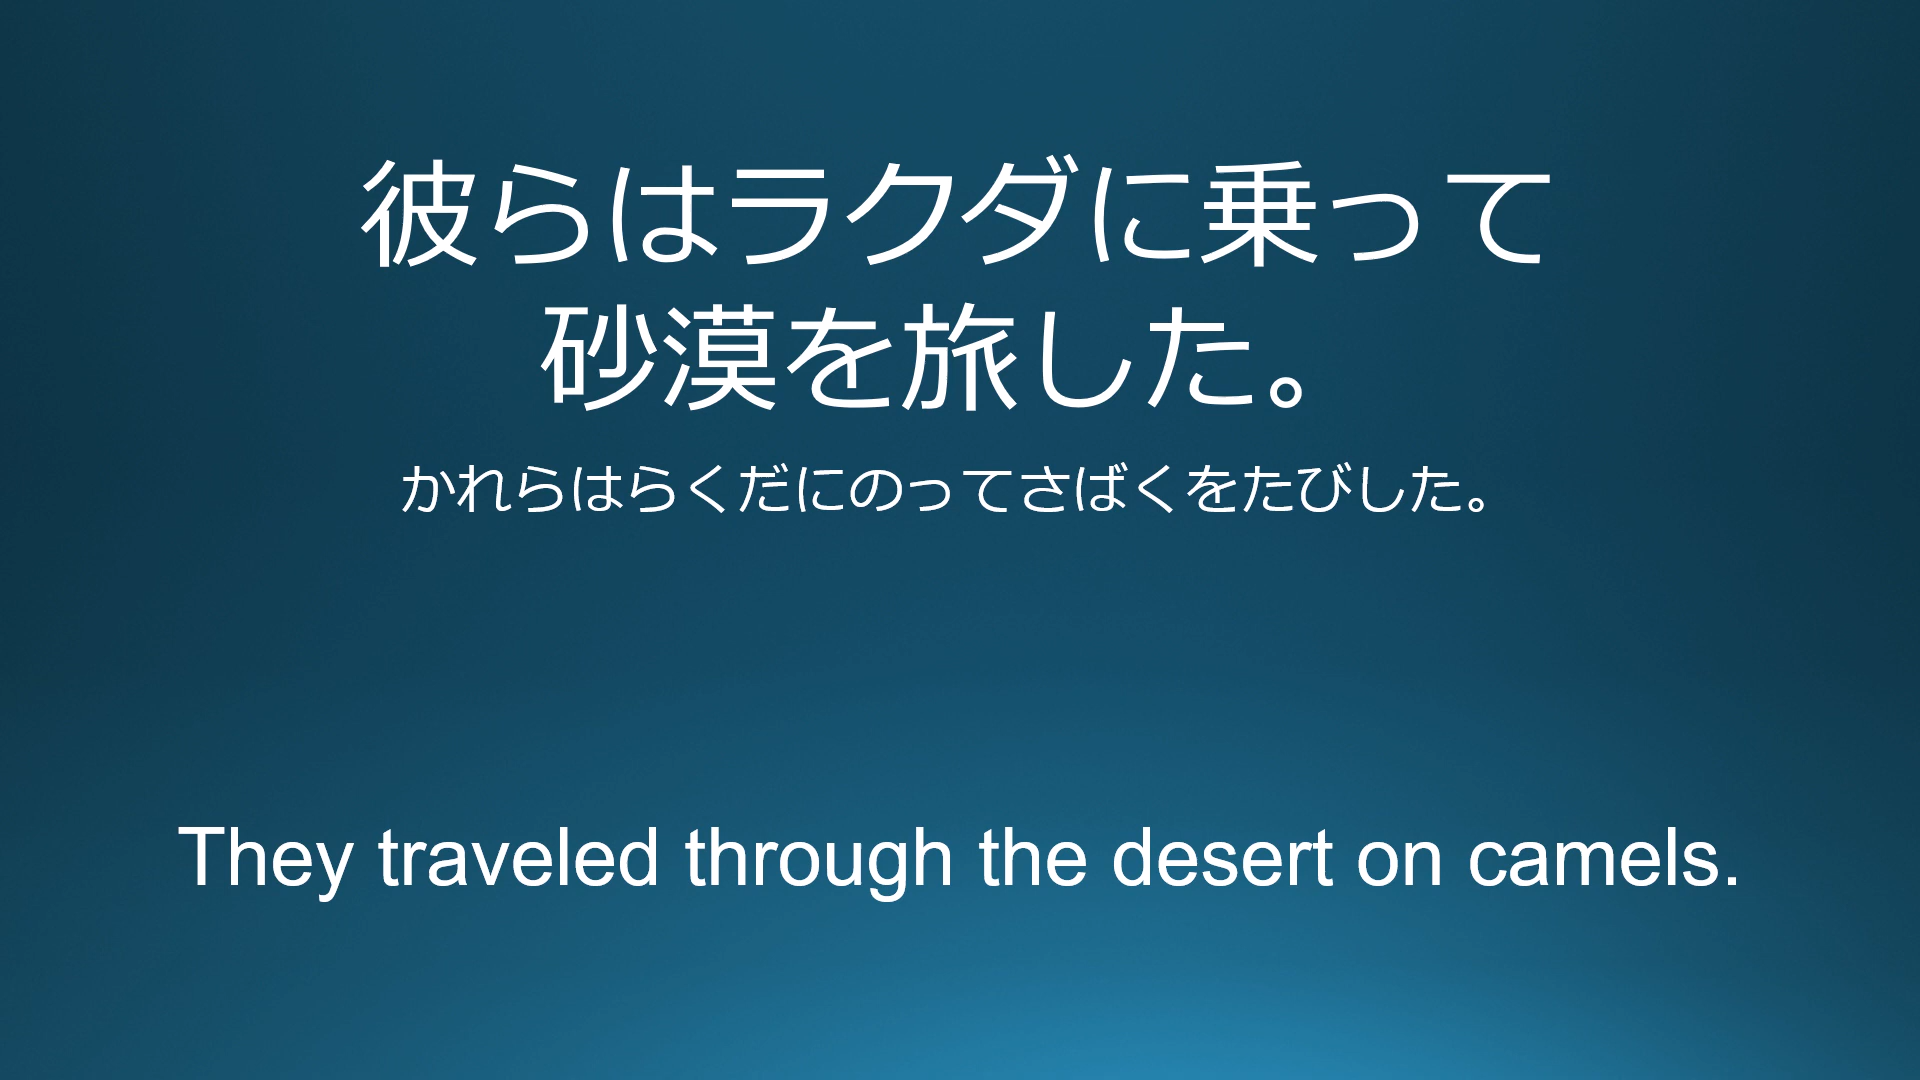 彼らはラクダに乗って
砂漠を旅した。
かれらはらくだにのってさばくをたびした。
They traveled through the desert on camels.